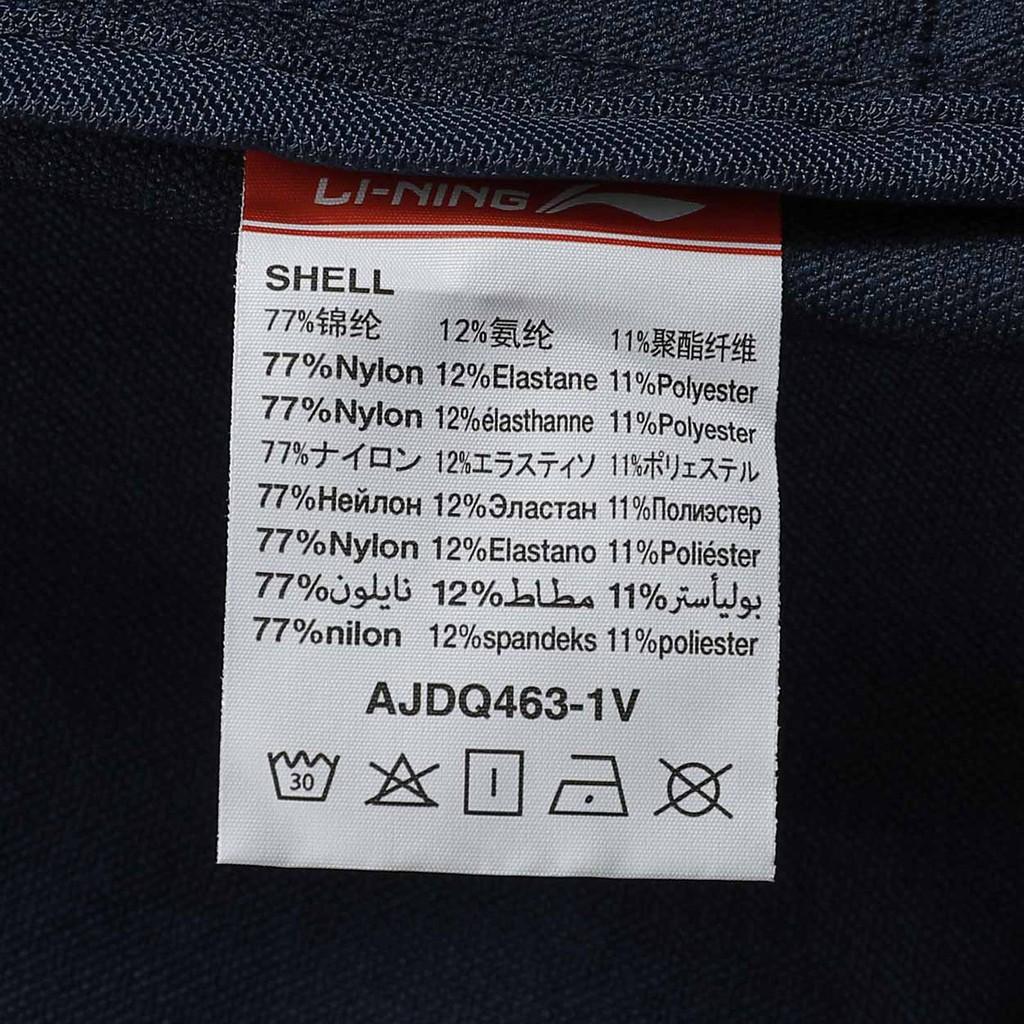 LI-NING
SHELL
77%锦纶 12%氨纶 11%聚酯纤维
77%Nylon 12%Elastane 11%Polyester
77%Nylon 12%élasthanne 11%Polyester
77%ナイロン 12%エラスティソ 11%ポリェステル
77%Нейлон 12%Эластан 11%Полиэстер
77%Nylon 12%Elastano 11%Poliéster
77%نايلون 12%مطاط 11%بوليأستر
77%nilon 12%spandeks 11%poliester
AJDQ463-1V
30